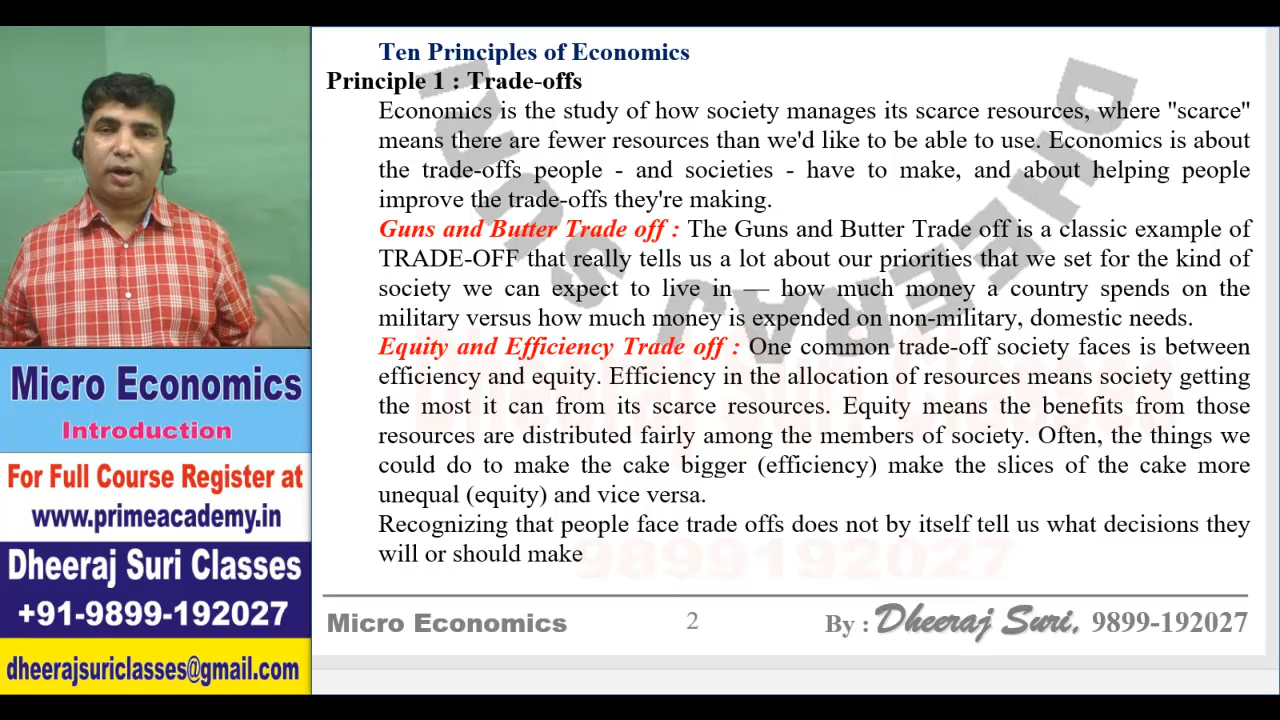 Ten Principles of Economics
Principle 1 : Trade-offs
Economics is the study of how society manages its scarce resources, where "scarce"
means there are fewer resources than we'd like to be able to use. Economics is about
the trade-offs people - and societies - have to make, and about helping people
improve the trade-offs they're making.
Guns and Butter Trade off : The Guns and Butter Trade off is a classic example of
TRADE-OFF that really tells us a lot about our priorities that we set for the kind of
society we can expect to live in — how much money a country spends on the
military versus how much money is expended on non-military, domestic needs.
Equity and Efficiency Trade off : One common trade-off society faces is between
efficiency and equity. Efficiency in the allocation of resources means society getting
the most it can from its scarce resources. Equity means the benefits from those
resources are distributed fairly among the members of society. Often, the things we
could do to make the cake bigger (efficiency) make the slices of the cake more
unequal (equity) and vice versa.
Recognizing that people face trade offs does not by itself tell us what decisions they
will or should make
Micro Economics 2 By : Dheeraj Suri, 9899-192027
DHEERAJ SURI
Dheeraj Suri Classes
9899192027
Micro Economics
Introduction
For Full Course Register at
www.primeacademy.in
Dheeraj Suri Classes
+91-9899-192027
dheerajsuriclasses@gmail.com